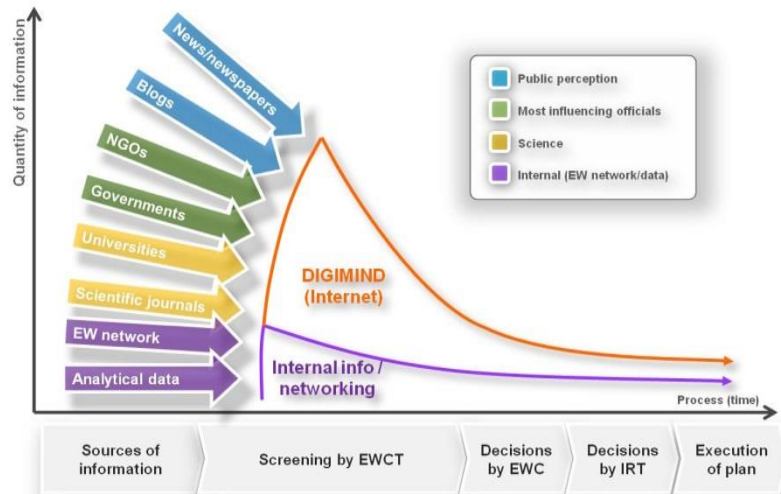 Quantity of information
News/newspapers
Blogs
NGOs
Governments
Universities
Scientific journals
EW network
Analytical data
Public perception
Most influencing officials
Science
Internal (EW network/data)
DIGIMIND
(Internet)
Internal info /
networking
Process (time)
Sources of
information
Screening by EWCT
Decisions
by EWC
Decisions
by IRT
Execution
of plan